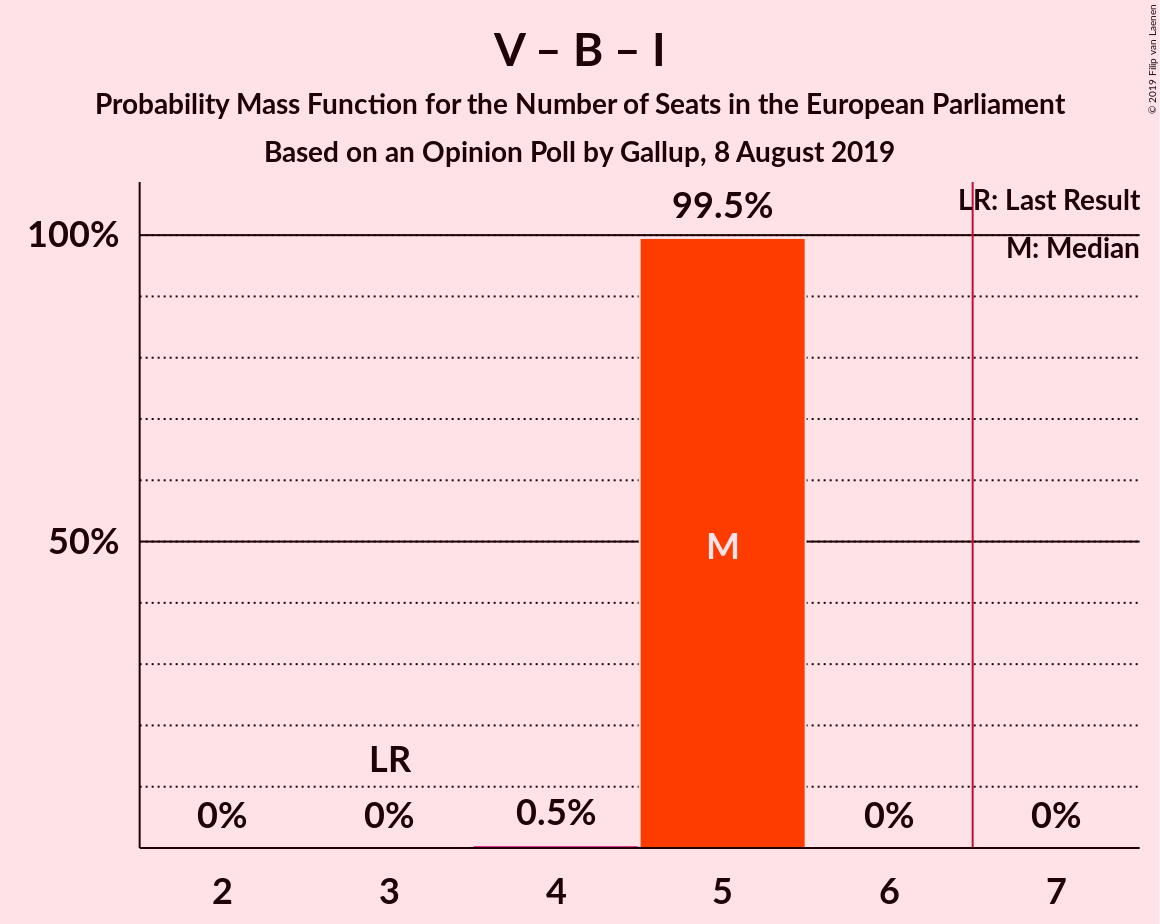 V – B – I
Probability Mass Function for the Number of Seats in the European Parliament
Based on an Opinion Poll by Gallup, 8 August 2019
© 2019 Filip van Laenen
99.5%
LR: Last Result
100%
M: Median
50%
M
LR
0%
0%
0.5%
0%
0%
2
3
4
5
6
7